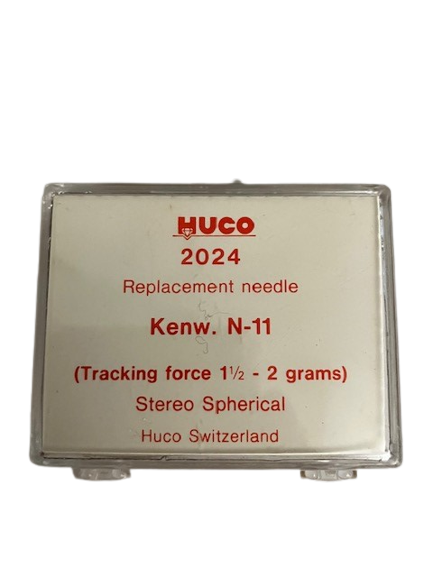 HUCO
2024
Replacement needle
Kenw. N-11
(Tracking force 1½ - 2 grams)
Stereo Spherical
Huco Switzerland